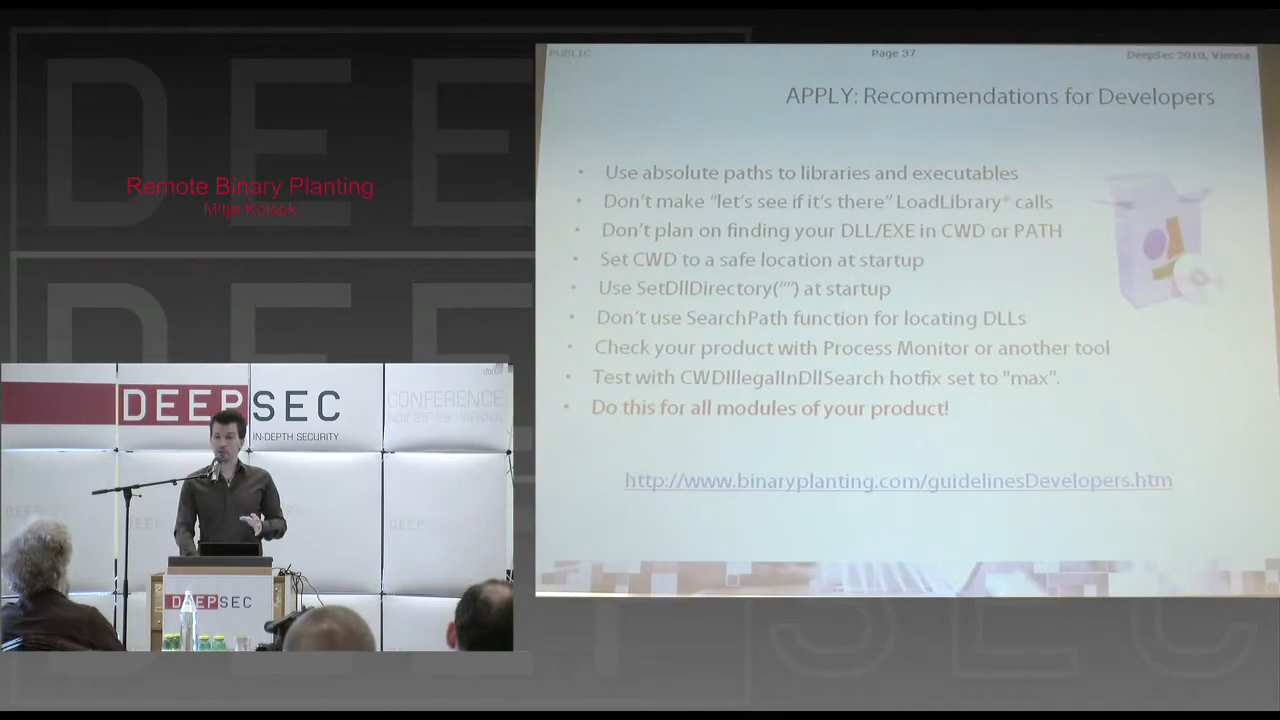 Remote Binary Planting
Mitja Kolsek
PUBLIC
Page 37
DeepSec 2010, Vienna
APPLY: Recommendations for Developers
• Use absolute paths to libraries and executables
• Don't make "let's see if it's there" LoadLibrary* calls
• Don't plan on finding your DLL/EXE in CWD or PATH
• Set CWD to a safe location at startup
• Use SetDllDirectory("") at startup
• Don't use SearchPath function for locating DLLs
• Check your product with Process Monitor or another tool
• Test with CWDIllegalInDllSearch hotfix set to "max".
• Do this for all modules of your product!
http://www.binaryplanting.com/guidelinesDevelopers.htm
DEEPSEC
IN-DEPTH SECURITY
CONFERENCE
VIENNA
DEEP
DEEPSEC
DEE
DEE
SEC